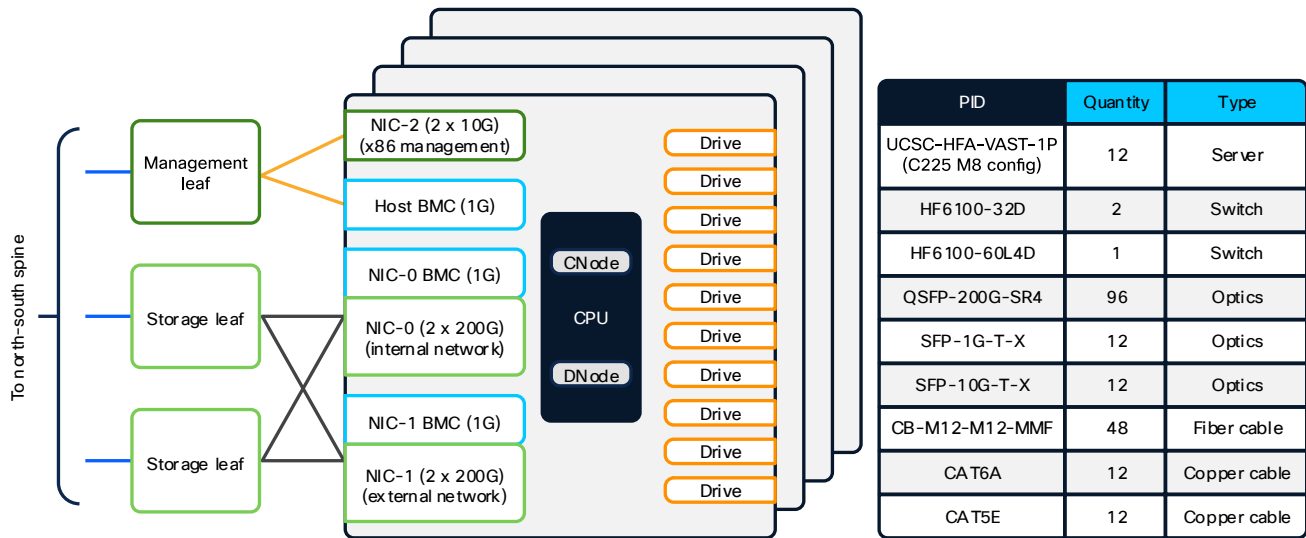 To north-south spine
Management
leaf
Storage leaf
Storage leaf
NIC-2 (2 x 10G)
(x86 management)
Host BMC (1G)
NIC-0 BMC (1G)
NIC-0 (2 x 200G)
(internal network)
NIC-1 BMC (1G)
NIC-1 (2 x 200G)
(external network)
CNode
CPU
DNode
Drive
Drive
Drive
Drive
Drive
Drive
Drive
Drive
Drive
Drive
PID Quantity Type
UCSC-HFA-VAST-1P
(C225 M8 config) 12 Server
HF6100-32D 2 Switch
HF6100-60L4D 1 Switch
QSFP-200G-SR4 96 Optics
SFP-1G-T-X 12 Optics
SFP-10G-T-X 12 Optics
CB-M12-M12-MMF 48 Fiber cable
CAT6A 12 Copper cable
CAT5E 12 Copper cable